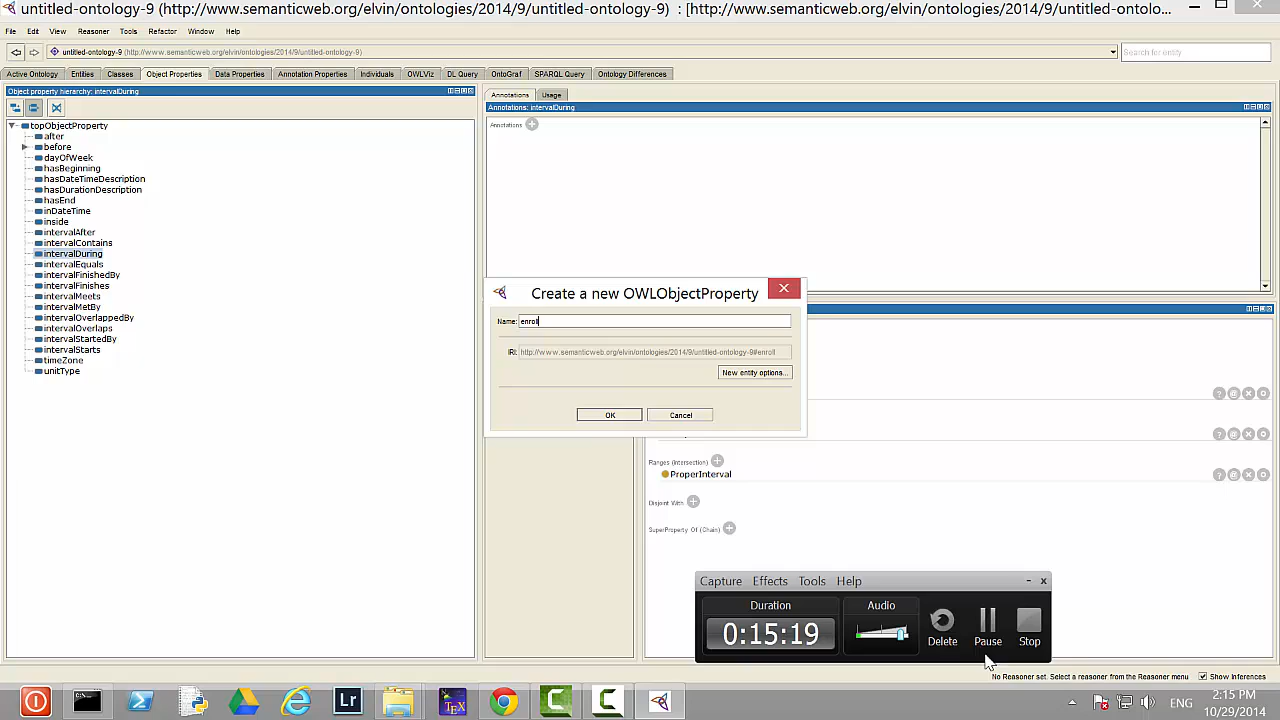 untitled-ontology-9 (http://www.semanticweb.org/elvin/ontologies/2014/9/untitled-ontology-9) : [http://www.semanticweb.org/elvin/ontologies/2014/9/untitled-ontolo...
File Edit View Reasoner Tools Refactor Window Help
untitled-ontology-9 (http://www.semanticweb.org/elvin/ontologies/2014/9/untitled-ontology-9)
Search for entity
Active Ontology Entities Classes Object Properties Data Properties Annotation Properties Individuals OWLViz DL Query OntoGraf SPARQL Query Ontology Differences
Object property hierarchy: intervalDuring
topObjectProperty
after
before
dayOfWeek
hasBeginning
hasDateTimeDescription
hasDurationDescription
hasEnd
inDateTime
inside
intervalAfter
intervalContains
intervalDuring
intervalEquals
intervalFinishedBy
intervalFinishes
intervalMeets
intervalMetBy
intervalOverlappedBy
intervalOverlaps
intervalStartedBy
intervalStarts
timeZone
unitType
Annotations Usage
Annotations: intervalDuring
Annotations
Create a new OWLObjectProperty
Name: enroll
IRI: http://www.semanticweb.org/elvin/ontologies/2014/9/untitled-ontology-9#enroll
New entity options...
OK Cancel
Ranges (intersection)
ProperInterval
Disjoint With
SuperProperty Of (Chain)
Capture Effects Tools Help
Duration Audio
0:15:19
Delete Pause Stop
No Reasoner set. Select a reasoner from the Reasoner menu Show Inferences
Lr TEX ENG
2:15 PM
10/29/2014